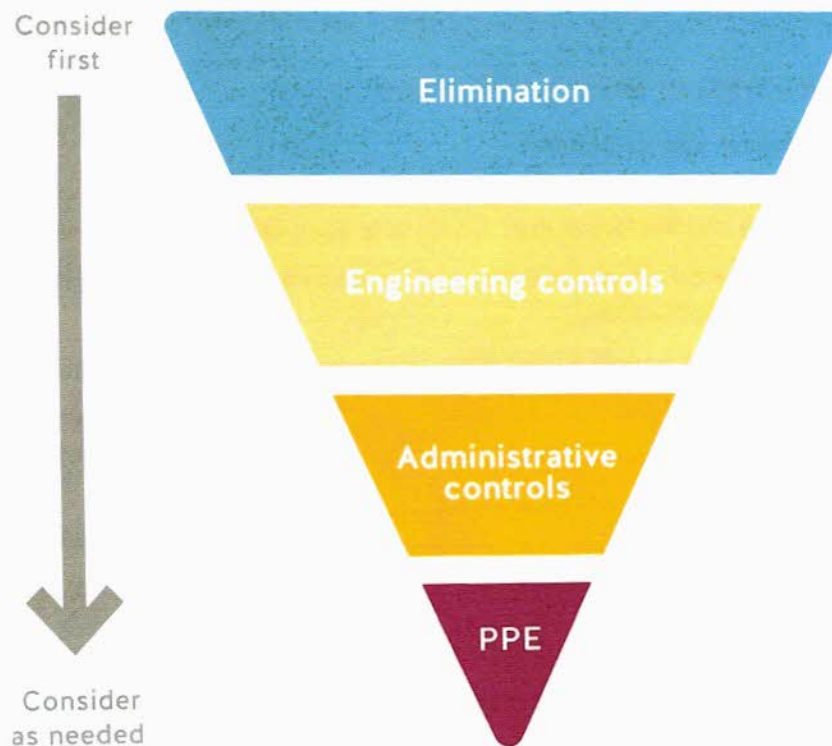 Consider
first
Elimination
Engineering controls
Administrative
controls
PPE
Consider
as needed